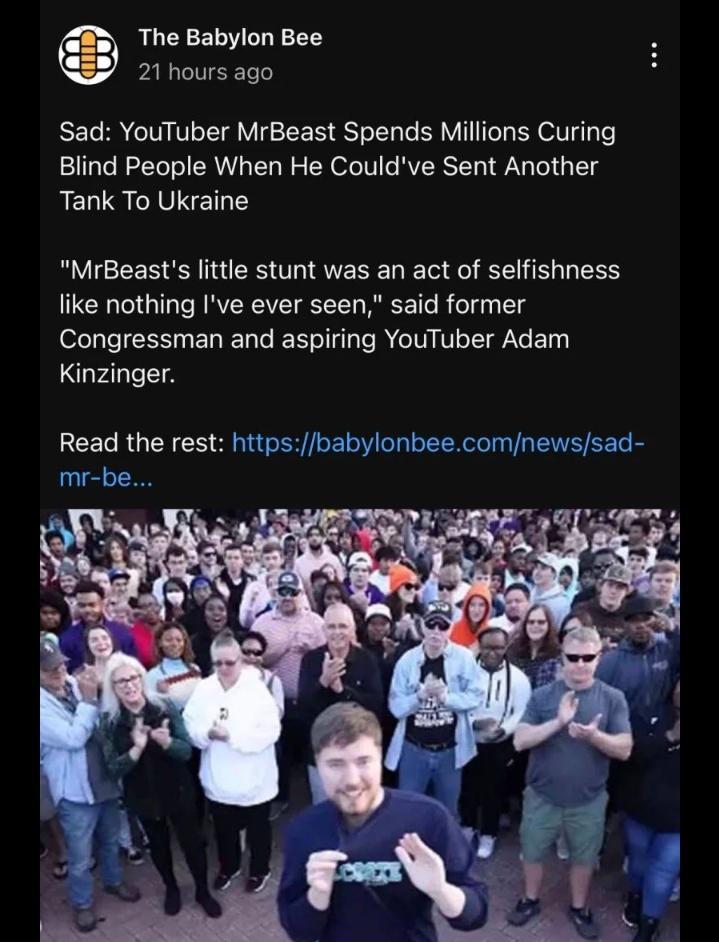 The Babylon Bee
21 hours ago
Sad: YouTuber MrBeast Spends Millions Curing
Blind People When He Could've Sent Another
Tank To Ukraine
"MrBeast's little stunt was an act of selfishness
like nothing I've ever seen," said former
Congressman and aspiring YouTuber Adam
Kinzinger.
Read the rest: https://babylonbee.com/news/sad-
mr-be...